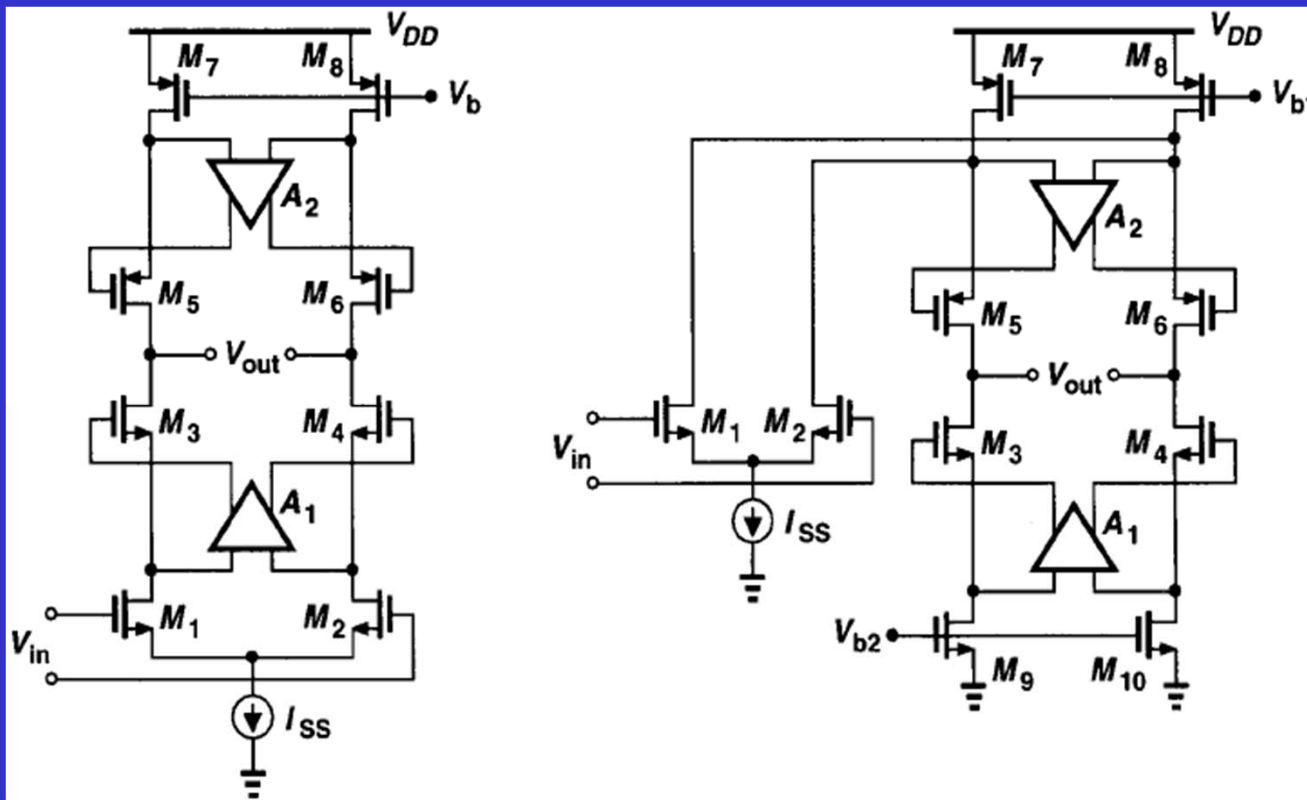 V_DD
M_7
M_8
V_b
A_2
M_5
M_6
V_out
M_3
M_4
A_1
M_1
M_2
V_in
I_SS
V_DD
M_7
M_8
A_2
M_5
M_6
V_out
M_1
M_2
M_3
M_4
V_in
A_1
I_SS
V_b2
M_9
M_10